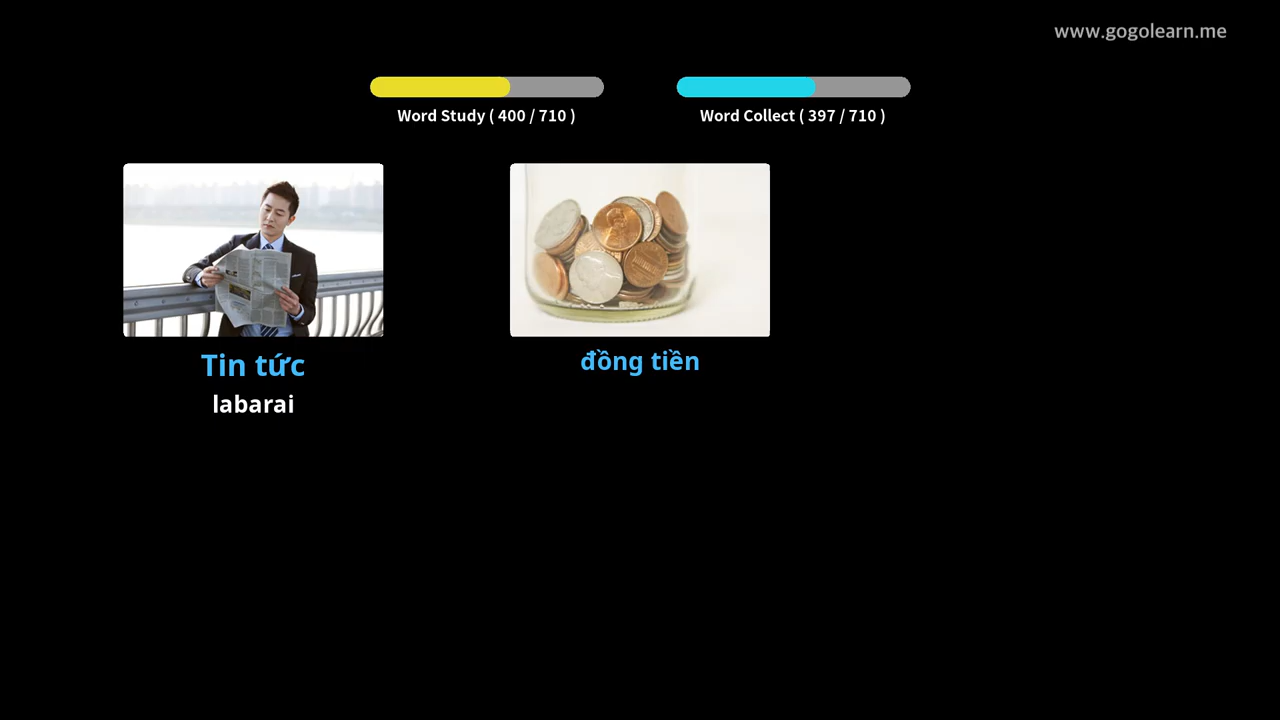 www.gogolearn.me
Word Study ( 400 / 710 )
Word Collect ( 397 / 710 )
Tin tức
labarai
đồng tiền